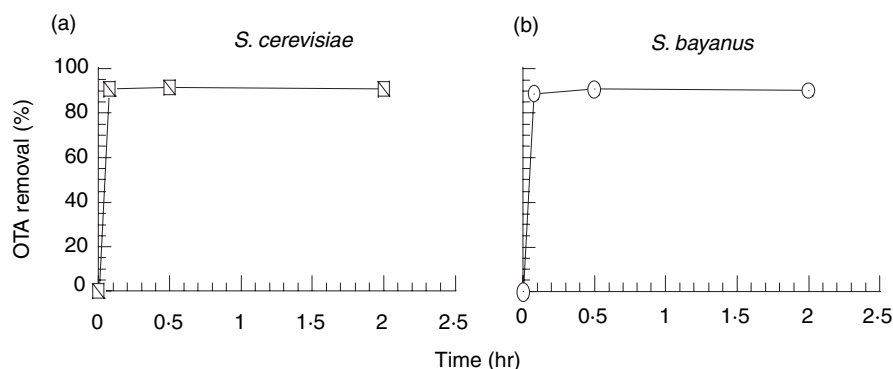 (a)
S. cerevisiae
(b)
S. bayanus
OTA removal (%)
100
80
60
40
20
0
0 0·5 1 1·5 2 2·5
0 0·5 1 1·5 2 2·5
Time (hr)